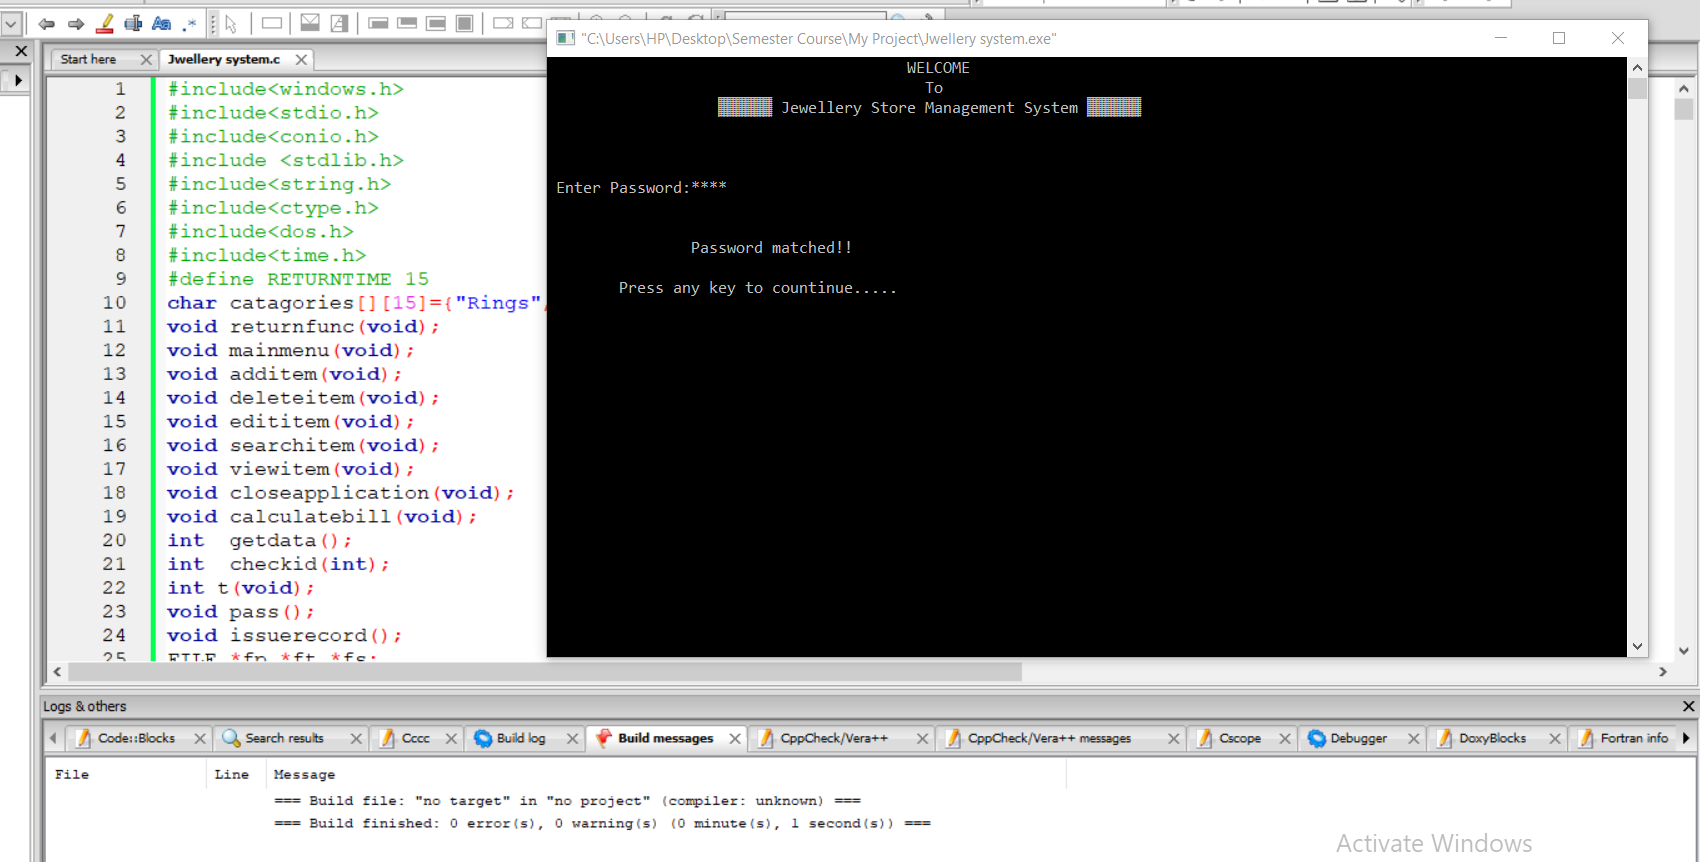 "C:\Users\HP\Desktop\Semester Course\My Project\Jwellery system.exe"
WELCOME
To
Jewellery Store Management System
Enter Password:****
Password matched!!
Press any key to countinue.....
Start here
Jwellery system.c
1 #include<windows.h>
2 #include<stdio.h>
3 #include<conio.h>
4 #include <stdlib.h>
5 #include<string.h>
6 #include<ctype.h>
7 #include<dos.h>
8 #include<time.h>
9 #define RETURNTIME 15
10 char catagories[][15]={"Rings"
11 void returnfunc(void);
12 void mainmenu(void);
13 void additem(void);
14 void deleteitem(void);
15 void edititem(void);
16 void searchitem(void);
17 void viewitem(void);
18 void closeapplication(void);
19 void calculatebill(void);
20 int  getdata();
21 int  checkid(int);
22 int t(void);
23 void pass();
24 void issuerecord();
25 FILE *fp,*ft,*fs;
Logs & others
Code::Blocks Search results Cccc Build log Build messages CppCheck/Vera++ CppCheck/Vera++ messages Cscope Debugger DoxyBlocks Fortran info
File Line Message
=== Build file: "no target" in "no project" (compiler: unknown) ===
=== Build finished: 0 error(s), 0 warning(s) (0 minute(s), 1 second(s)) ===
Activate Windows